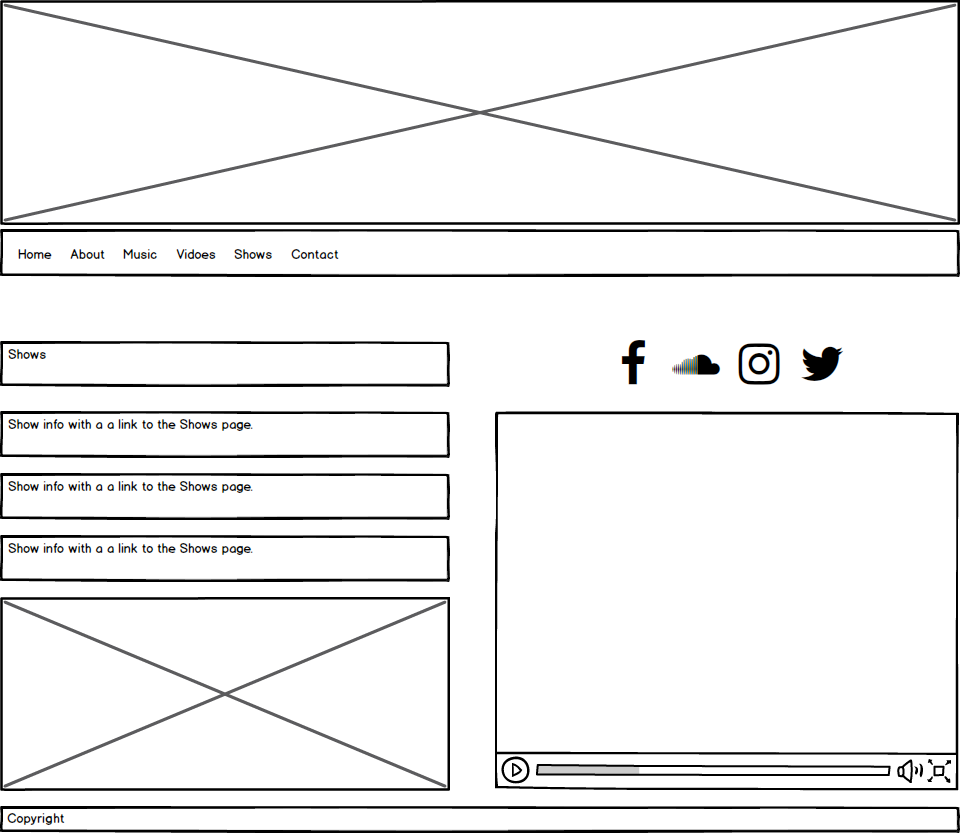 Home About Music Vidoes Shows Contact
Shows
Show info with a a link to the Shows page.
Show info with a a link to the Shows page.
Show info with a a link to the Shows page.
Copyright